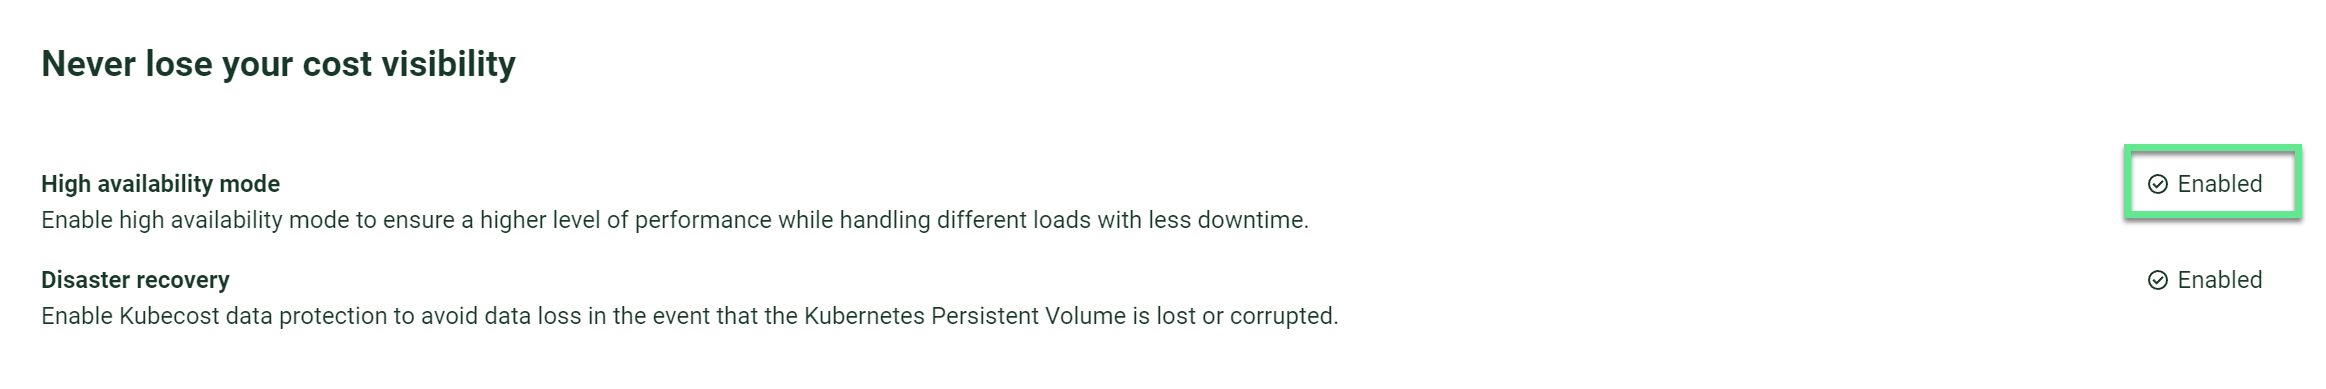 Never lose your cost visibility
High availability mode
Enabled
Enable high availability mode to ensure a higher level of performance while handling different loads with less downtime.
Disaster recovery
Enabled
Enable Kubecost data protection to avoid data loss in the event that the Kubernetes Persistent Volume is lost or corrupted.